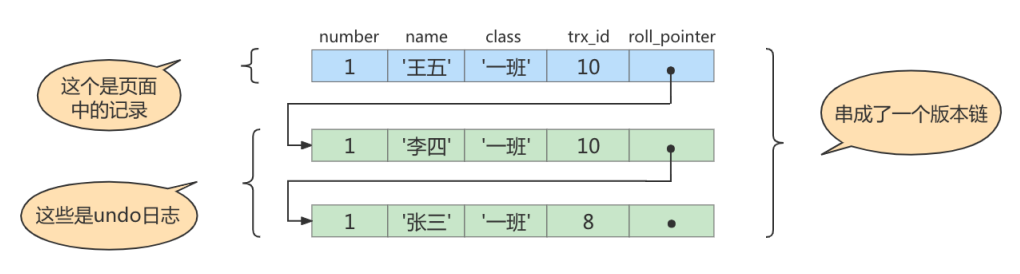 number name class trx_id roll_pointer
1 '王五' '一班' 10
这个是页面
中的记录
串成了一个版本链
1 '李四' '一班' 10
这些是undo日志
1 '张三' '一班' 8